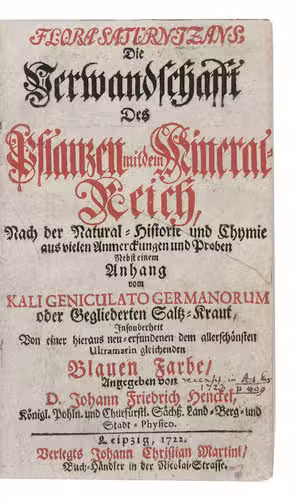 FLORA SATURNIZANS,
Die
Verwandschafft
Des
Pflanzen mit dem Mineral-
Reich,
Nach der Natural-Historie und Chymie
aus vielen Anmerckungen und Proben
Nebst einem
Anhang
vom
KALI GENICULATO GERMANORUM
oder Gegliederten Saltz-Kraut,
Insonderheit
Von einer hieraus neu-erfundenen dem allerschönsten
Ultramarin gleichenden
Blauen Farbe/
Angegeben von
1723. p. 400
D. Johann Friedrich Henckel,
Königl. Pohln. und Churfürstl. Sächß. Land-Berg-und
Stadt-Physico.
Leipzig, 1722.
Verlegts Johann Christian Martini/
Buch-Händler in der Nicolai-Strasse.